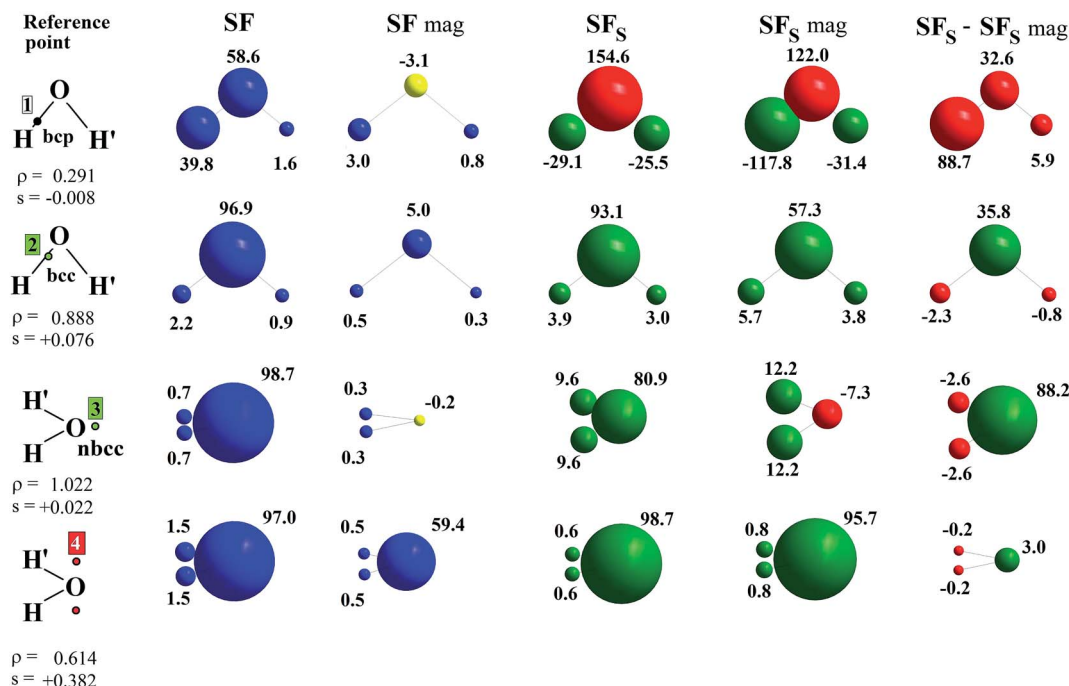 Reference point SF SF mag SF_S SF_S mag SF_S - SF_S mag
58.6 -3.1 154.6 122.0 32.6
1 O
H bcp H'
39.8 1.6 3.0 0.8 -29.1 -25.5 -117.8 -31.4 88.7 5.9
ρ = 0.291
s = -0.008
96.9 5.0 93.1 57.3 35.8
2 O
H bcc H'
2.2 0.9 0.5 0.3 3.9 3.0 5.7 3.8 -2.3 -0.8
ρ = 0.888
s = +0.076
0.7 98.7 0.3 -0.2 9.6 80.9 12.2 -7.3 -2.6 88.2
H' 3
O
H nbcc
0.7 0.3 9.6 12.2 -2.6
ρ = 1.022
s = +0.022
1.5 97.0 0.5 59.4 0.6 98.7 0.8 95.7 -0.2 3.0
H' 4
O
H
1.5 0.5 0.6 0.8 -0.2
ρ = 0.614
s = +0.382